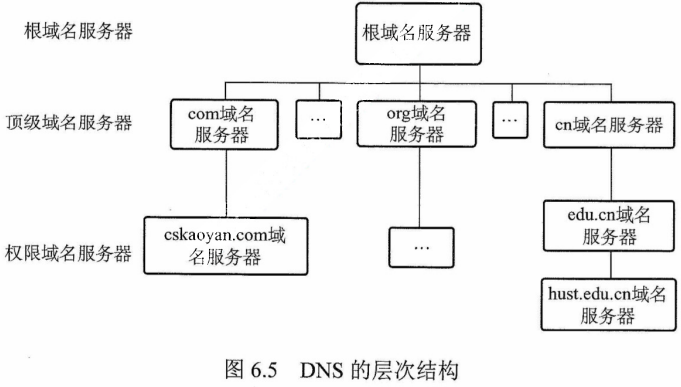 根域名服务器
根域名服务器
顶级域名服务器
com域名
服务器
…
org域名
服务器
…
cn域名服务器
权限域名服务器
cskaoyan.com域
名服务器
…
edu.cn域名
服务器
hust.edu.cn域名
服务器
图 6.5 DNS 的层次结构